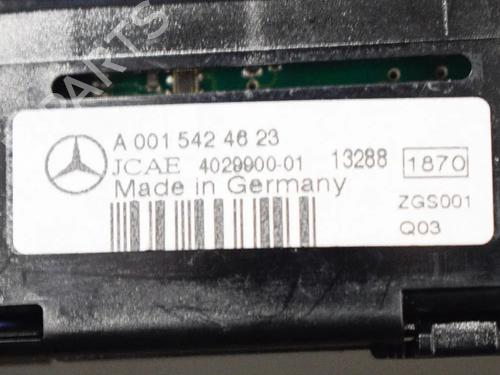 A 001 542 46 23
JCAE 4029900-01 13288 1870
Made in Germany
ZGS001
Q03